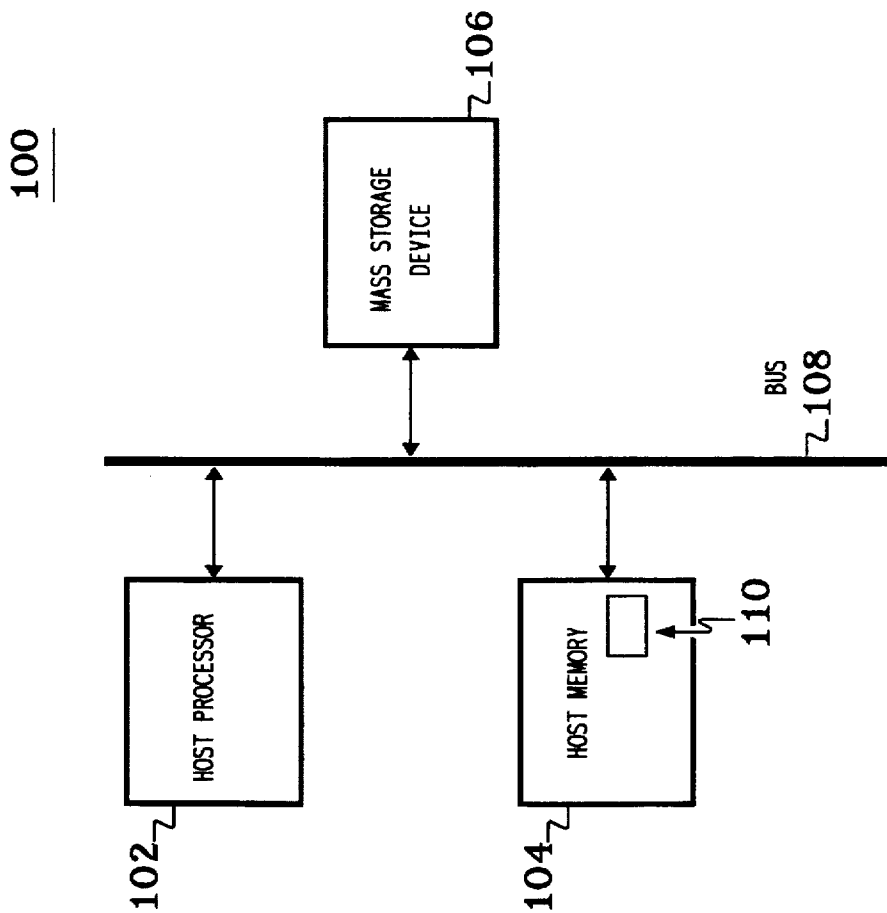 100
102
HOST PROCESSOR
104
HOST MEMORY
110
MASS STORAGE
DEVICE
106
BUS
108